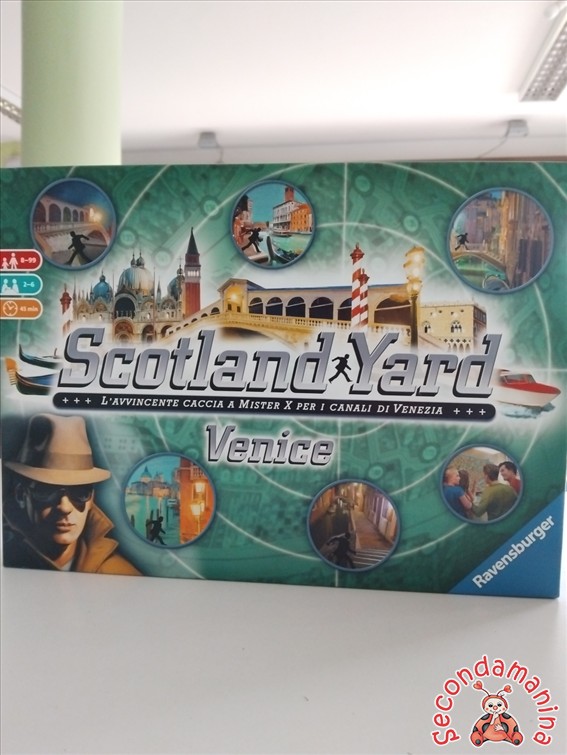 8-99
2-6
45 min
Scotland Yard
+++ L'AVVINCENTE CACCIA A MISTER X PER I CANALI DI VENEZIA +++
Venice
Ravensburger
Secondamanina